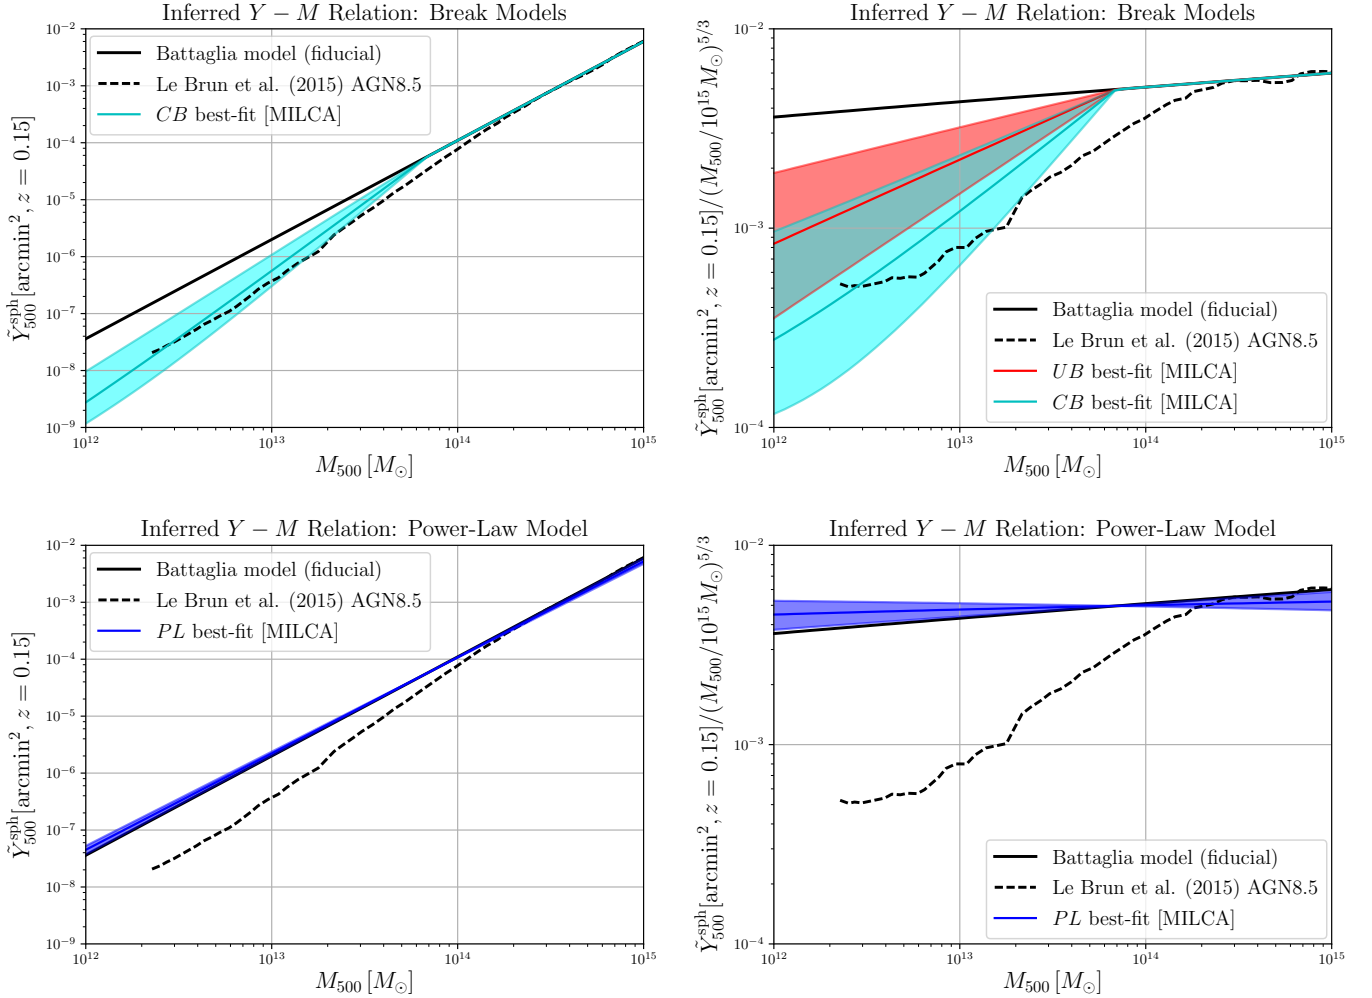 Inferred Y − M Relation: Break Models
10⁻²
10⁻³
10⁻⁴
10⁻⁵
10⁻⁶
10⁻⁷
10⁻⁸
10⁻⁹
Ỹ₅₀₀^sph [arcmin², z = 0.15]
Battaglia model (fiducial)
Le Brun et al. (2015) AGN8.5
CB best-fit [MILCA]
10¹² 10¹³ 10¹⁴ 10¹⁵
M₅₀₀ [M⊙]
Inferred Y − M Relation: Break Models
10⁻²
10⁻³
10⁻⁴
Ỹ₅₀₀^sph [arcmin², z = 0.15]/(M₅₀₀/10¹⁵ M⊙)^5/3
Battaglia model (fiducial)
Le Brun et al. (2015) AGN8.5
UB best-fit [MILCA]
CB best-fit [MILCA]
10¹² 10¹³ 10¹⁴ 10¹⁵
M₅₀₀ [M⊙]
Inferred Y − M Relation: Power-Law Model
10⁻²
10⁻³
10⁻⁴
10⁻⁵
10⁻⁶
10⁻⁷
10⁻⁸
10⁻⁹
Ỹ₅₀₀^sph [arcmin², z = 0.15]
Battaglia model (fiducial)
Le Brun et al. (2015) AGN8.5
PL best-fit [MILCA]
10¹² 10¹³ 10¹⁴ 10¹⁵
M₅₀₀ [M⊙]
Inferred Y − M Relation: Power-Law Model
10⁻²
10⁻³
10⁻⁴
Ỹ₅₀₀^sph [arcmin², z = 0.15]/(M₅₀₀/10¹⁵ M⊙)^5/3
Battaglia model (fiducial)
Le Brun et al. (2015) AGN8.5
PL best-fit [MILCA]
10¹² 10¹³ 10¹⁴ 10¹⁵
M₅₀₀ [M⊙]